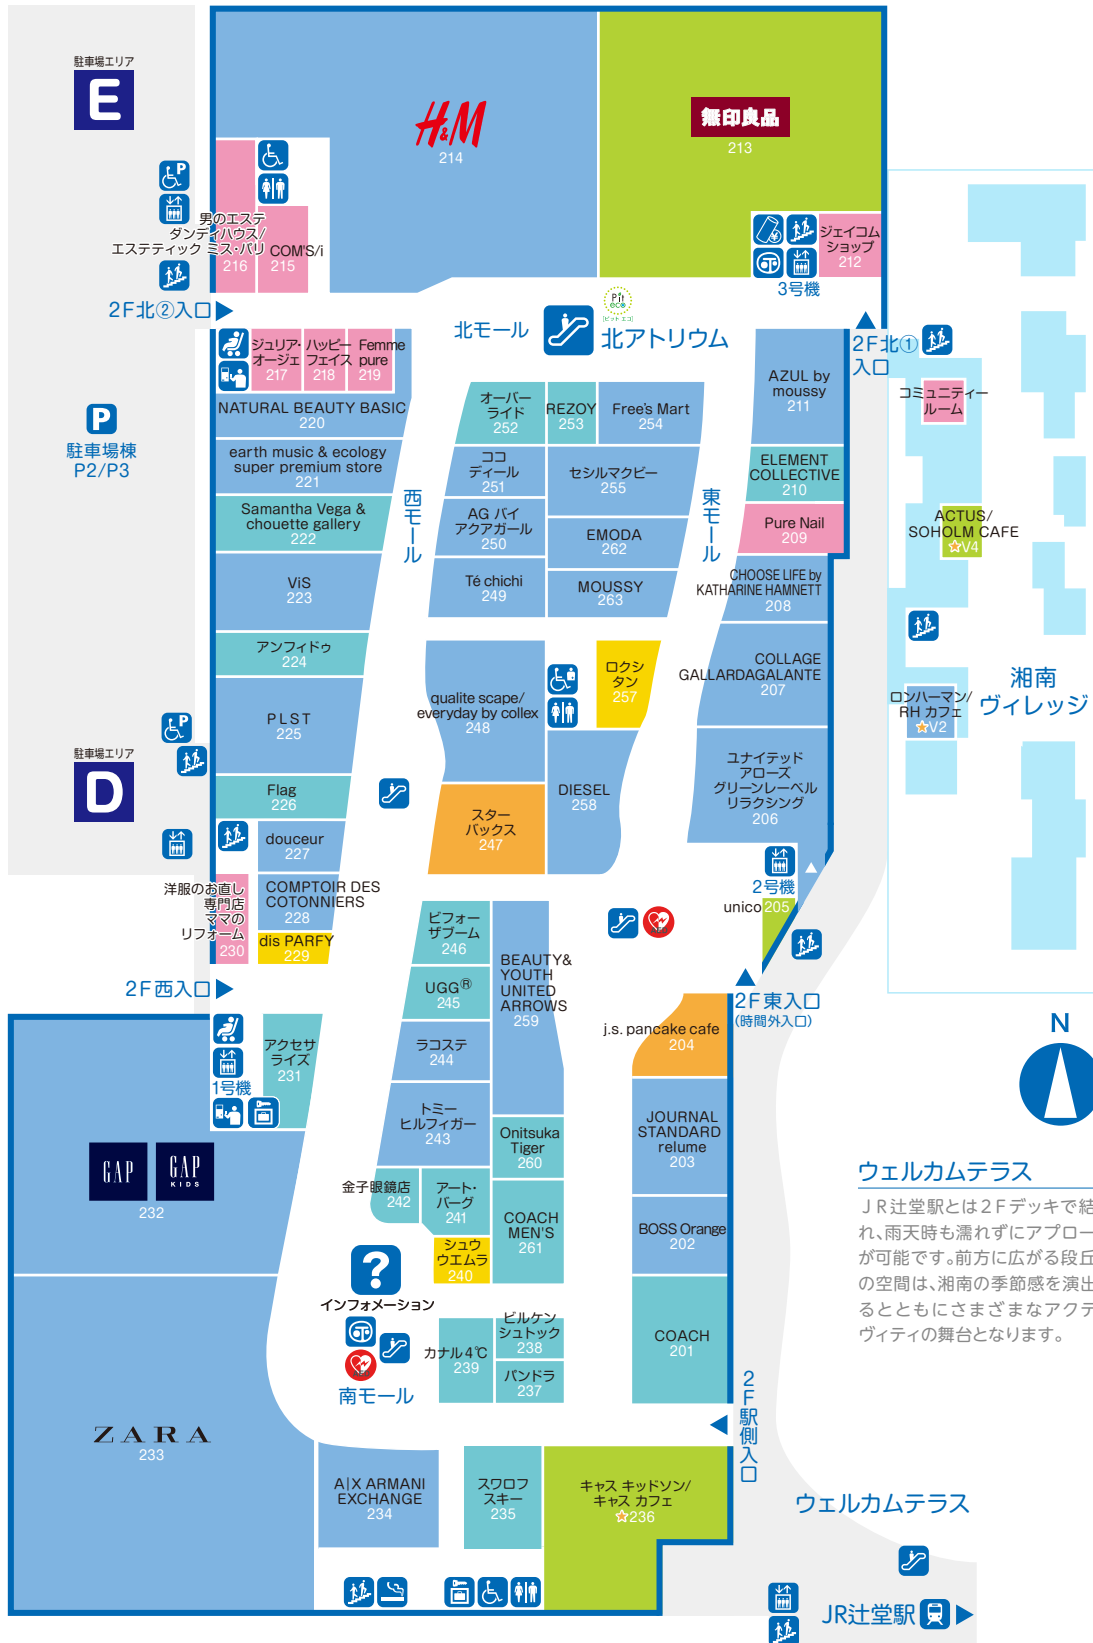 駐車場エリア
E
H&M
214
無印良品
213
P
男のエステ
ダンディハウス/
エステティック ミス・パリ
216
COM'S/i
215
ジェイコム
ショップ
212
3号機
2F北②入口
北モール
Pit
eco
[ピット エコ]
北アトリウム
2F北①
入口
ジュリア・
オージェ
217
ハッピー
フェイス
218
Femme
pure
219
AZUL by
moussy
211
コミュニティー
ルーム
NATURAL BEAUTY BASIC
220
オーバー
ライド
252
REZOY
253
Free's Mart
254
P
駐車場棟
P2/P3
earth music & ecology
super premium store
221
ココ
ディール
251
セシルマクビー
255
ELEMENT
COLLECTIVE
210
西モール
東モール
Samantha Vega &
chouette gallery
222
AG バイ
アクアガール
250
EMODA
262
Pure Nail
209
ACTUS/
SOHOLM CAFE
☆V4
ViS
223
Té chichi
249
MOUSSY
263
CHOOSE LIFE by
KATHARINE HAMNETT
208
アンフィドゥ
224
qualite scape/
everyday by collex
248
ロクシ
タン
257
COLLAGE
GALLARDAGALANTE
207
湘南
ヴィレッジ
ロンハーマン/
RH カフェ
☆V2
PLST
225
P
駐車場エリア
D
Flag
226
スター
バックス
247
DIESEL
258
ユナイテッド
アローズ
グリーンレーベル
リラクシング
206
douceur
227
2号機
洋服のお直し
専門店
ママの
リフォーム
230
COMPTOIR DES
COTONNIERS
228
dis PARFY
229
unico 205
ビフォー
ザブーム
246
BEAUTY&
YOUTH
UNITED
ARROWS
259
2F西入口
UGG®
245
2F東入口
(時間外入口)
j.s. pancake cafe
204
N
アクセサ
ライズ
231
1号機
ラコステ
244
トミー
ヒルフィガー
243
JOURNAL
STANDARD
relume
203
Onitsuka
Tiger
260
GAP
GAP
KIDS
232
金子眼鏡店
242
アート・
バーグ
241
COACH
MEN'S
261
BOSS Orange
202
シュウ
ウエムラ
240
ウェルカムテラス
JR辻堂駅とは2Fデッキで結
れ、雨天時も濡れずにアプロー
が可能です。前方に広がる段丘
の空間は、湘南の季節感を演出
るとともにさまざまなアクテ
ヴィティの舞台となります。
?
インフォメーション
カナル4℃
239
ビルケン
シュトック
238
パンドラ
237
COACH
201
南モール
2F駅側入口
ZARA
233
A|X ARMANI
EXCHANGE
234
スワロフ
スキー
235
キャス キッドソン/
キャス カフェ
☆236
ウェルカムテラス
JR辻堂駅